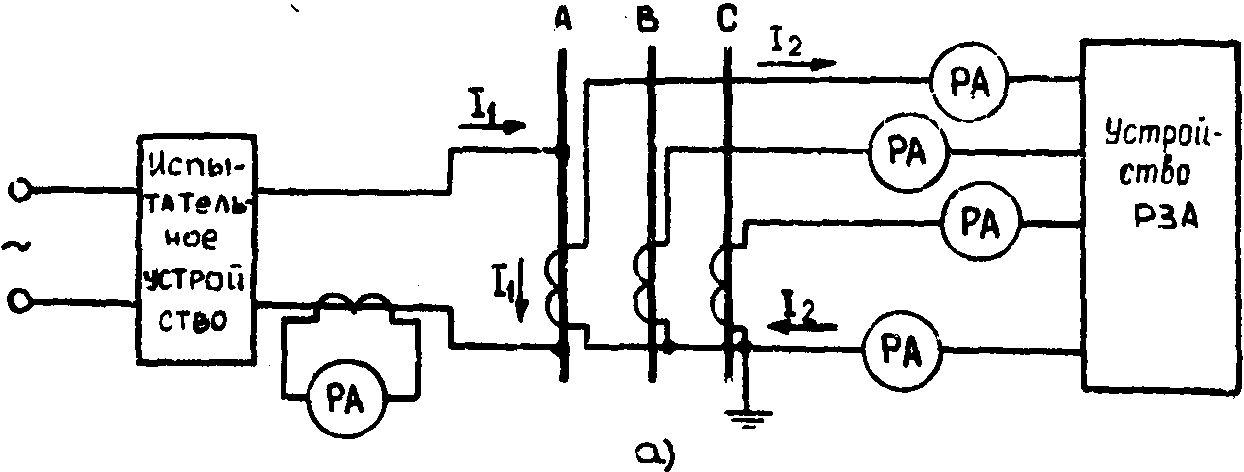 A B C
I₂
PA
I₁
PA
Устрой-
ство
РЗА
Испы-
татель-
ное
устрой
ство
~
PA
I₁
I₂
PA
PA
а)